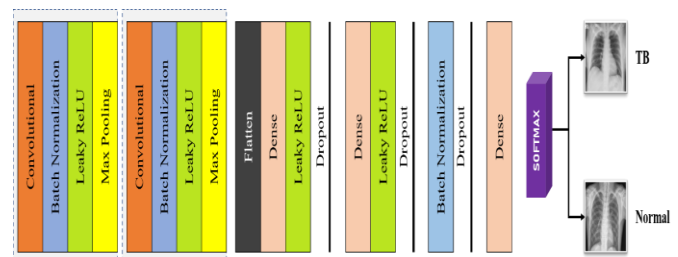 Convolutional
Batch Normalization
Leaky ReLU
Max Pooling
Convolutional
Batch Normalization
Leaky ReLU
Max Pooling
Flatten
Dense
Leaky ReLU
Dropout
Dense
Leaky ReLU
Dropout
Batch Normalization
Dropout
Dense
SOFTMAX
TB
Normal